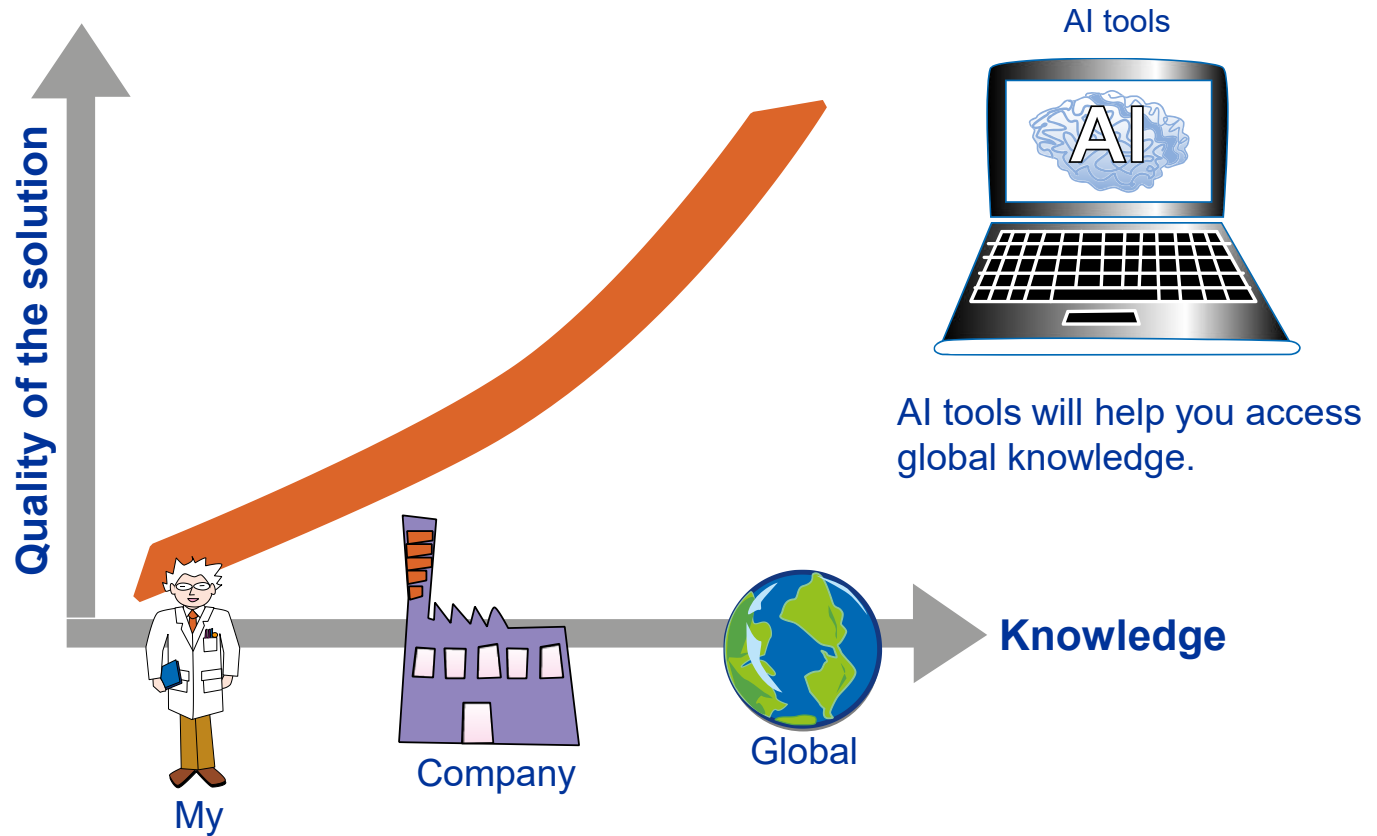 AI tools
AI
Quality of the solution
AI tools will help you access
global knowledge.
Knowledge
Global
Company
My